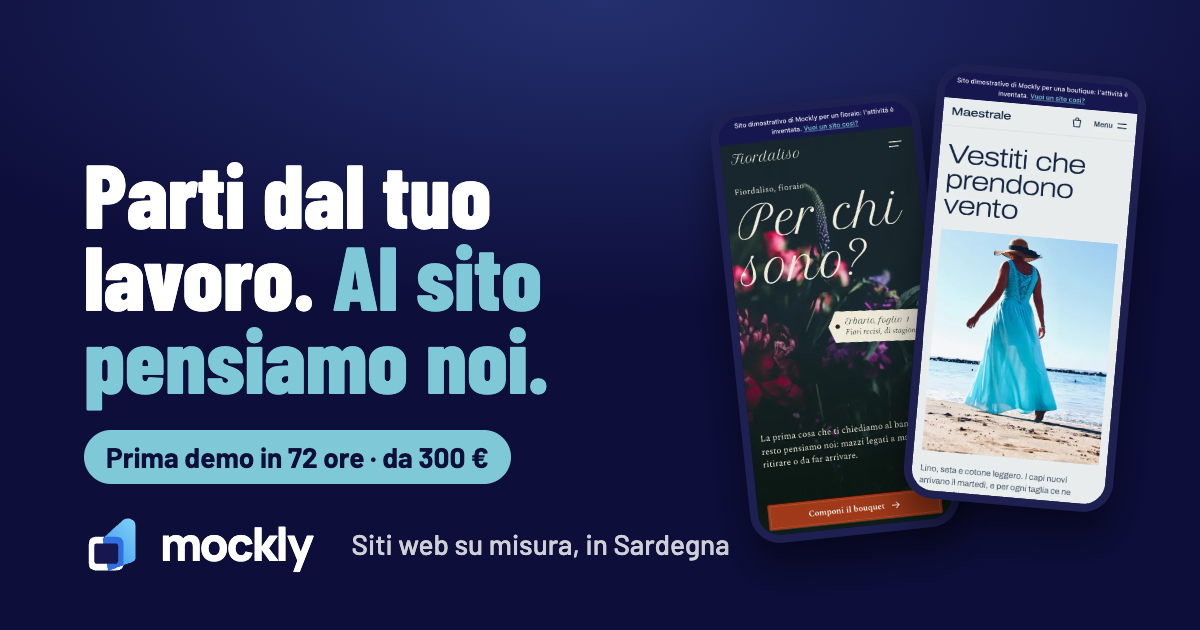 Parti dal tuo
lavoro. Al sito
pensiamo noi.
Prima demo in 72 ore · da 300 €
mockly
Siti web su misura, in Sardegna
Sito dimostrativo di Mockly per un fioraio: l'attività è
inventata. Vuoi un sito così?
Fiordaliso
Fiordaliso, fioraio
Per chi
sono?
Erbario, foglio 1
Fiori recisi, di stagion
La prima cosa che ti chiediamo al ban
resto pensiamo noi: mazzi legati a m
ritirare o da far arrivare.
Componi il bouquet →
Sito dimostrativo di Mockly per una boutique: l'attività è
inventata. Vuoi un sito così?
Maestrale
Menu
Vestiti che
prendono
vento
Lino, seta e cotone leggero. I capi nuovi
arrivano il martedì, e per ogni taglia ce ne